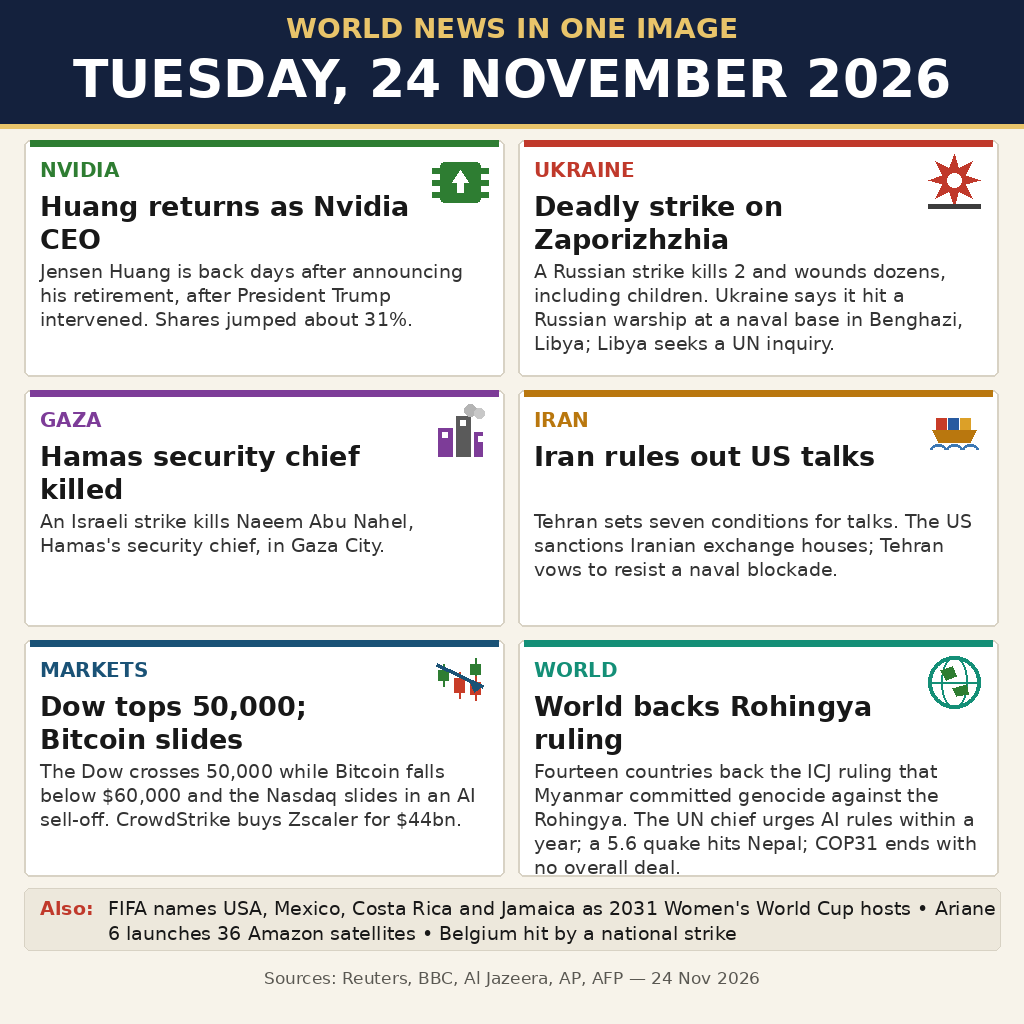 WORLD NEWS IN ONE IMAGE
TUESDAY, 24 NOVEMBER 2026
NVIDIA
Huang returns as Nvidia
CEO
Jensen Huang is back days after announcing
his retirement, after President Trump
intervened. Shares jumped about 31%.
UKRAINE
Deadly strike on
Zaporizhzhia
A Russian strike kills 2 and wounds dozens,
including children. Ukraine says it hit a
Russian warship at a naval base in Benghazi,
Libya; Libya seeks a UN inquiry.
GAZA
Hamas security chief
killed
An Israeli strike kills Naeem Abu Nahel,
Hamas's security chief, in Gaza City.
IRAN
Iran rules out US talks
Tehran sets seven conditions for talks. The US
sanctions Iranian exchange houses; Tehran
vows to resist a naval blockade.
MARKETS
Dow tops 50,000;
Bitcoin slides
The Dow crosses 50,000 while Bitcoin falls
below $60,000 and the Nasdaq slides in an AI
sell-off. CrowdStrike buys Zscaler for $44bn.
WORLD
World backs Rohingya
ruling
Fourteen countries back the ICJ ruling that
Myanmar committed genocide against the
Rohingya. The UN chief urges AI rules within a
year; a 5.6 quake hits Nepal; COP31 ends with
no overall deal.
Also: FIFA names USA, Mexico, Costa Rica and Jamaica as 2031 Women's World Cup hosts • Ariane
6 launches 36 Amazon satellites • Belgium hit by a national strike
Sources: Reuters, BBC, Al Jazeera, AP, AFP — 24 Nov 2026